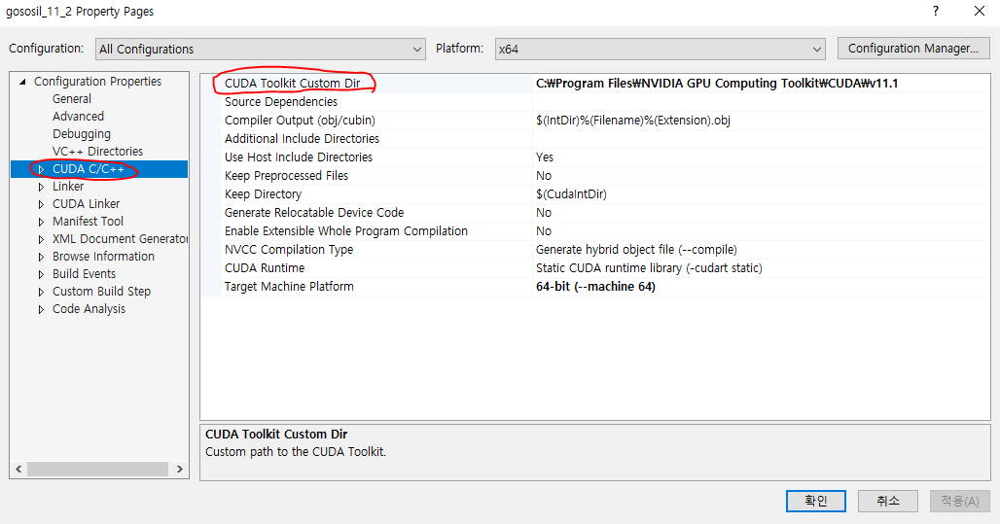 gososil_11_2 Property Pages
?
Configuration: All Configurations Platform: x64 Configuration Manager...
Configuration Properties
General
Advanced
Debugging
VC++ Directories
CUDA C/C++
Linker
CUDA Linker
Manifest Tool
XML Document Generator
Browse Information
Build Events
Custom Build Step
Code Analysis
CUDA Toolkit Custom Dir C:₩Program Files₩NVIDIA GPU Computing Toolkit₩CUDA₩v11.1
Source Dependencies
Compiler Output (obj/cubin) $(IntDir)%(Filename)%(Extension).obj
Additional Include Directories
Use Host Include Directories Yes
Keep Preprocessed Files No
Keep Directory $(CudaIntDir)
Generate Relocatable Device Code No
Enable Extensible Whole Program Compilation No
NVCC Compilation Type Generate hybrid object file (--compile)
CUDA Runtime Static CUDA runtime library (-cudart static)
Target Machine Platform 64-bit (--machine 64)
CUDA Toolkit Custom Dir
Custom path to the CUDA Toolkit.
확인 취소 적용(A)